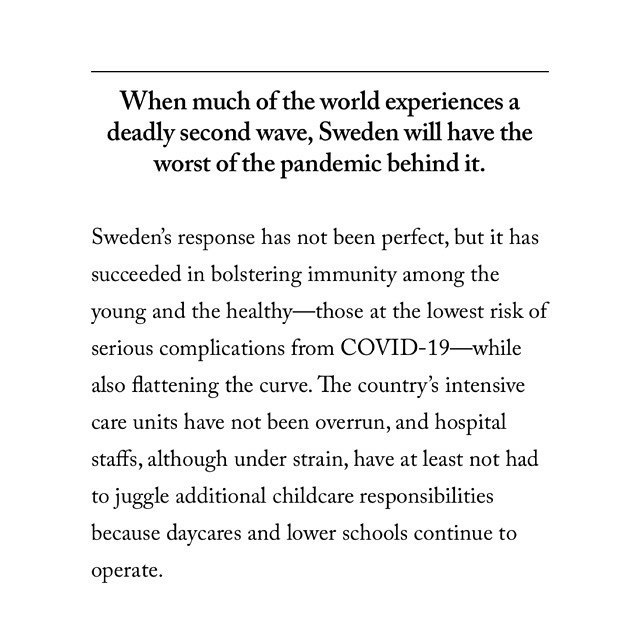 When much of the world experiences a
deadly second wave, Sweden will have the
worst of the pandemic behind it.
Sweden’s response has not been perfect, but it has
succeeded in bolstering immunity among the
young and the healthy—those at the lowest risk of
serious complications from COVID-19—while
also flattening the curve. The country’s intensive
care units have not been overrun, and hospital
staffs, although under strain, have at least not had
to juggle additional childcare responsibilities
because daycares and lower schools continue to
operate.